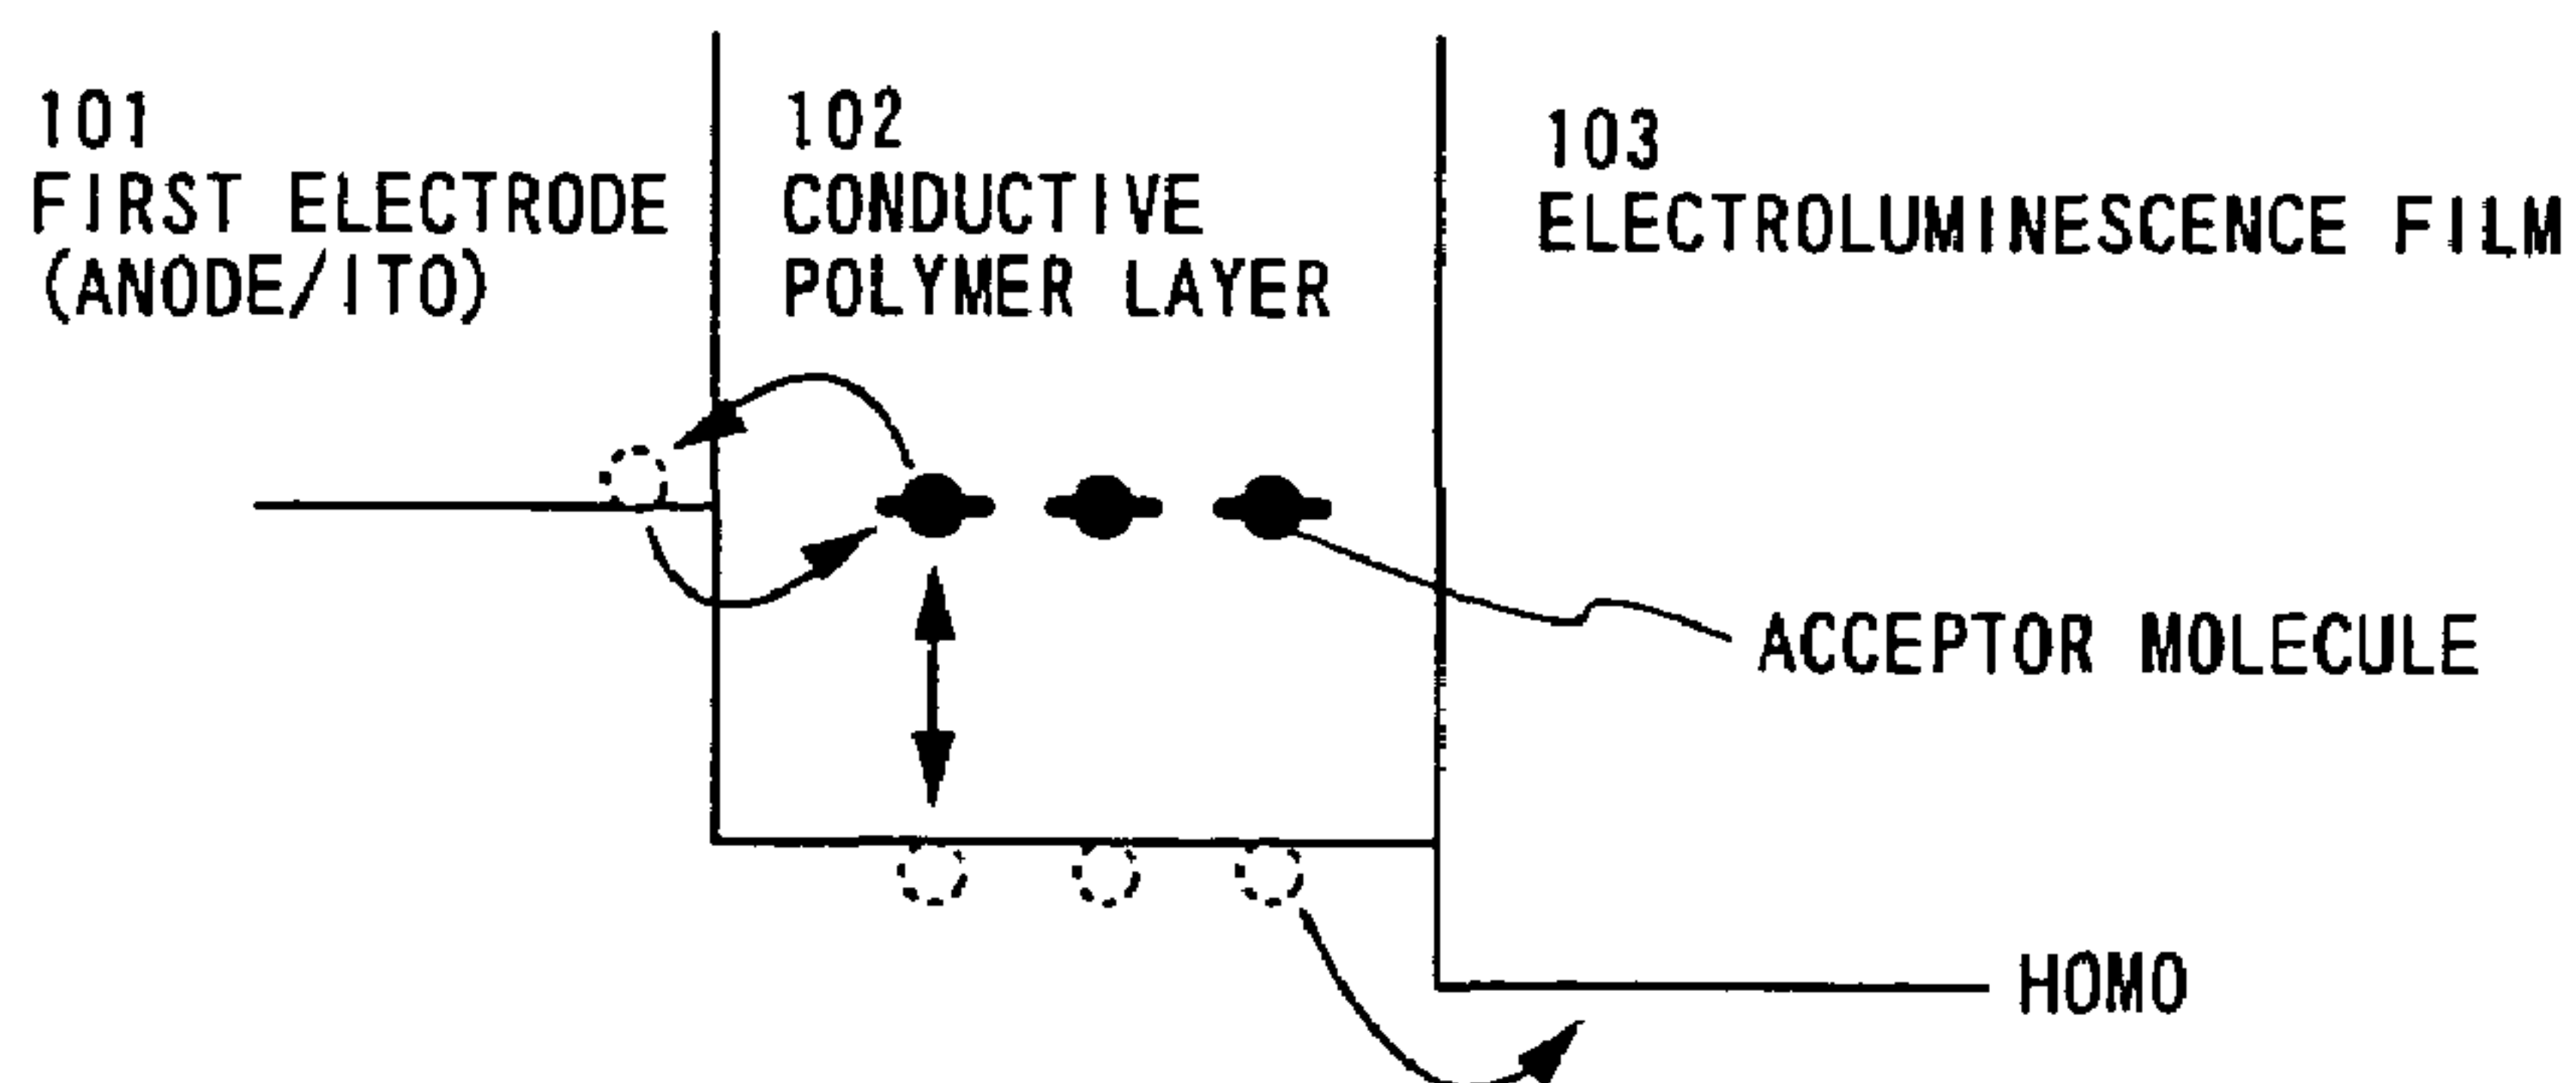 101
FIRST ELECTRODE
(ANODE/ITO)
102
CONDUCTIVE
POLYMER LAYER
103
ELECTROLUMINESCENCE FILM
ACCEPTOR MOLECULE
HOMO